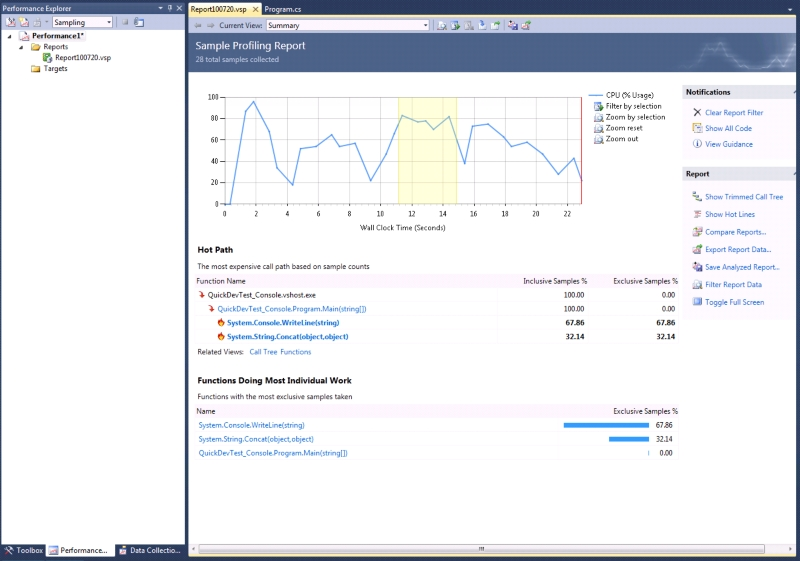 Performance Explorer
Sampling
Performance1*
Reports
Report100720.vsp
Targets
Toolbox
Performance...
Data Collectio...
Report100720.vsp
Program.cs
Current View:
Summary
Sample Profiling Report
28 total samples collected
100
80
60
40
20
0
0 2 4 6 8 10 12 14 16 18 20 22
Wall Clock Time (Seconds)
CPU (% Usage)
Filter by selection
Zoom by selection
Zoom reset
Zoom out
Hot Path
The most expensive call path based on sample counts
Function Name Inclusive Samples % Exclusive Samples %
QuickDevTest_Console.vshost.exe 100.00 0.00
QuickDevTest_Console.Program.Main(string[]) 100.00 0.00
System.Console.WriteLine(string) 67.86 67.86
System.String.Concat(object,object) 32.14 32.14
Related Views: Call Tree Functions
Functions Doing Most Individual Work
Functions with the most exclusive samples taken
Name Exclusive Samples %
System.Console.WriteLine(string) 67.86
System.String.Concat(object,object) 32.14
QuickDevTest_Console.Program.Main(string[]) 0.00
Notifications
Clear Report Filter
Show All Code
View Guidance
Report
Show Trimmed Call Tree
Show Hot Lines
Compare Reports...
Export Report Data...
Save Analyzed Report...
Filter Report Data
Toggle Full Screen